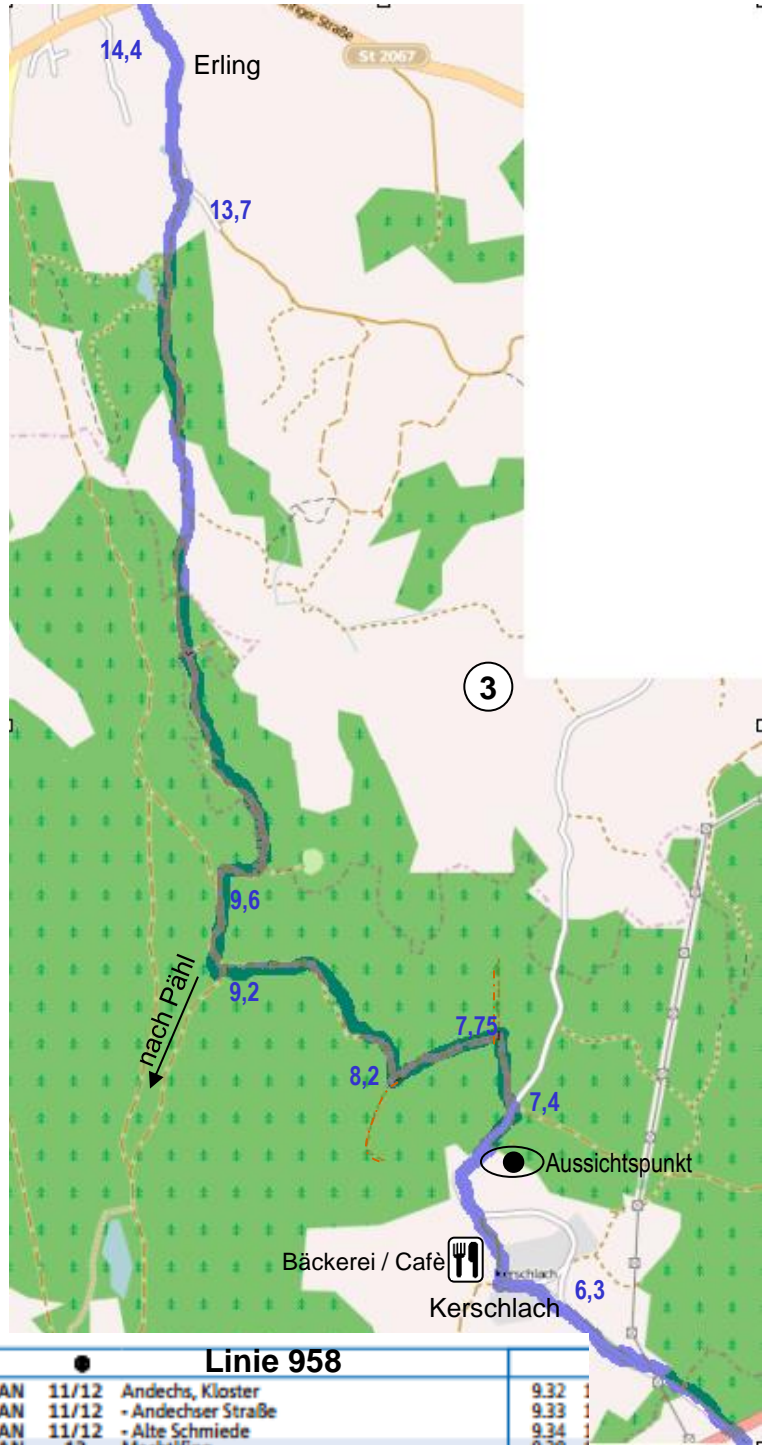 St 2067
14,4
Erling
13,7
3
9,6
nach Pähl
9,2
7,75
8,2
7,4
Aussichtspunkt
Bäckerei / Cafè
Kerschlach
6,3
Kerschlach
Linie 958
AN 11/12 Andechs, Kloster 9.32
AN 11/12 - Andechser Straße 9.33
AN 11/12 - Alte Schmiede 9.34